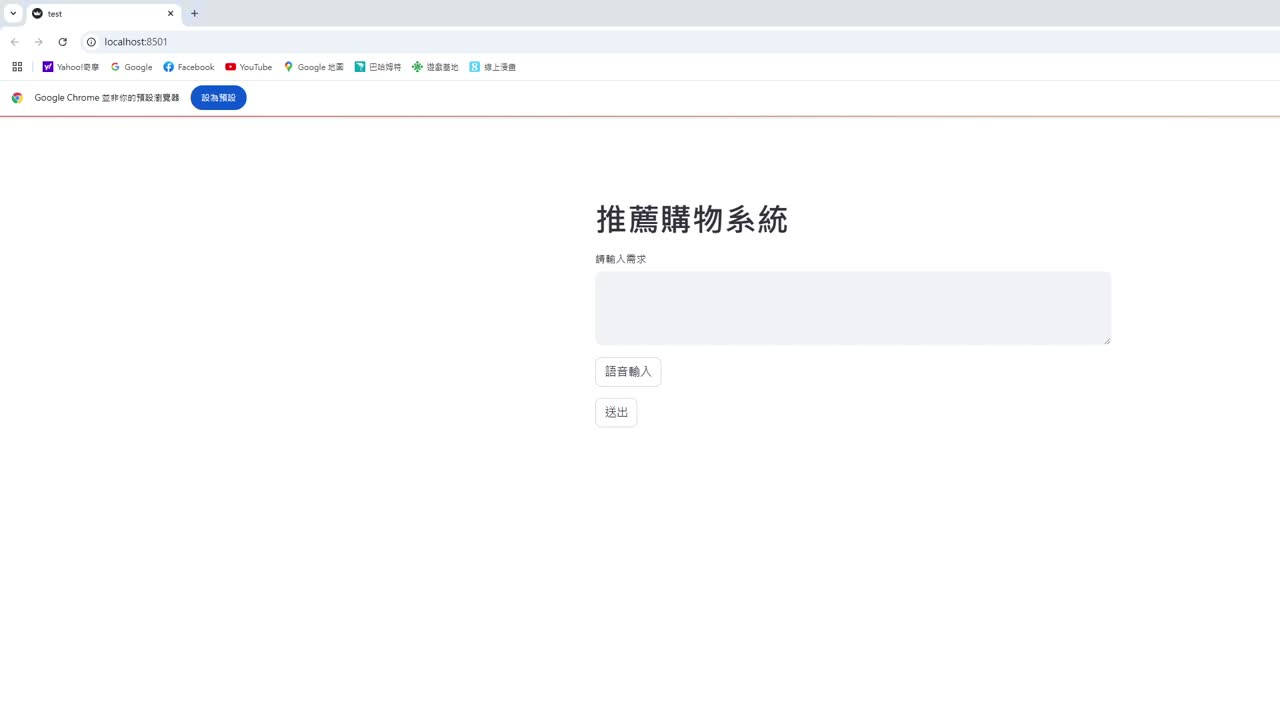 test
localhost:8501
Yahoo!奇摩 Google Facebook YouTube Google 地圖 巴哈姆特 遊戲基地 線上漫畫
Google Chrome 並非你的預設瀏覽器 設為預設
推薦購物系統
請輸入需求
語音輸入
送出